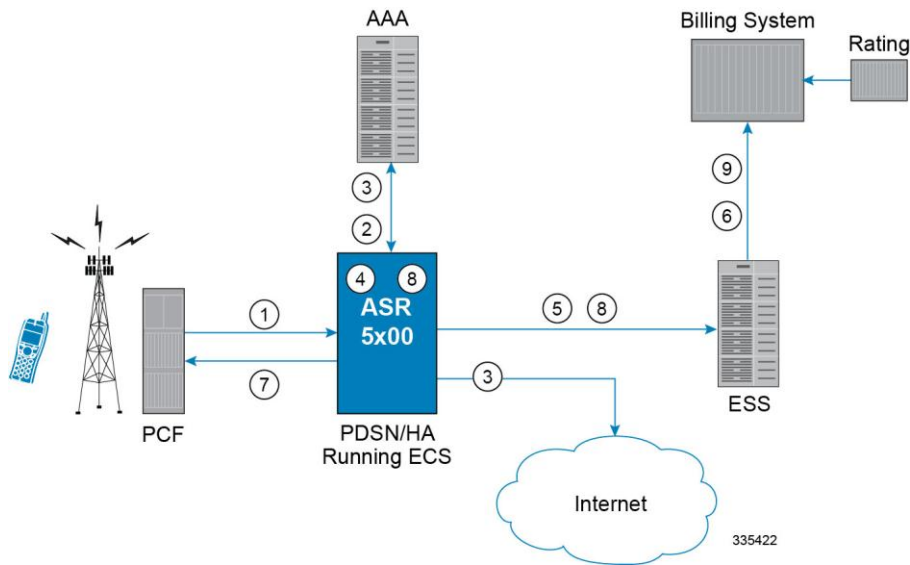 AAA
Billing System
Rating
3
2
9
6
4 8
ASR
5x00
1
7
5 8
3
PCF
PDSN/HA
Running ECS
ESS
Internet
335422